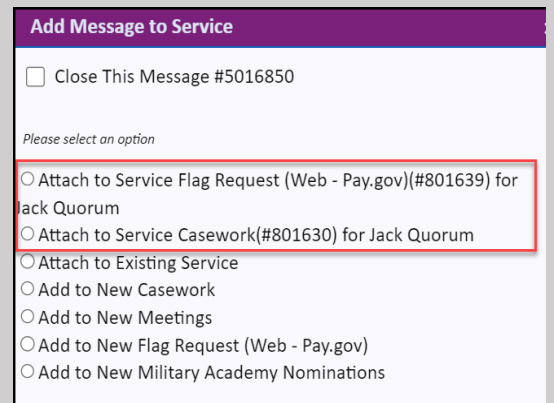 Add Message to Service
Close This Message #5016850
Please select an option
Attach to Service Flag Request (Web - Pay.gov)(#801639) for
Jack Quorum
Attach to Service Casework(#801630) for Jack Quorum
Attach to Existing Service
Add to New Casework
Add to New Meetings
Add to New Flag Request (Web - Pay.gov)
Add to New Military Academy Nominations